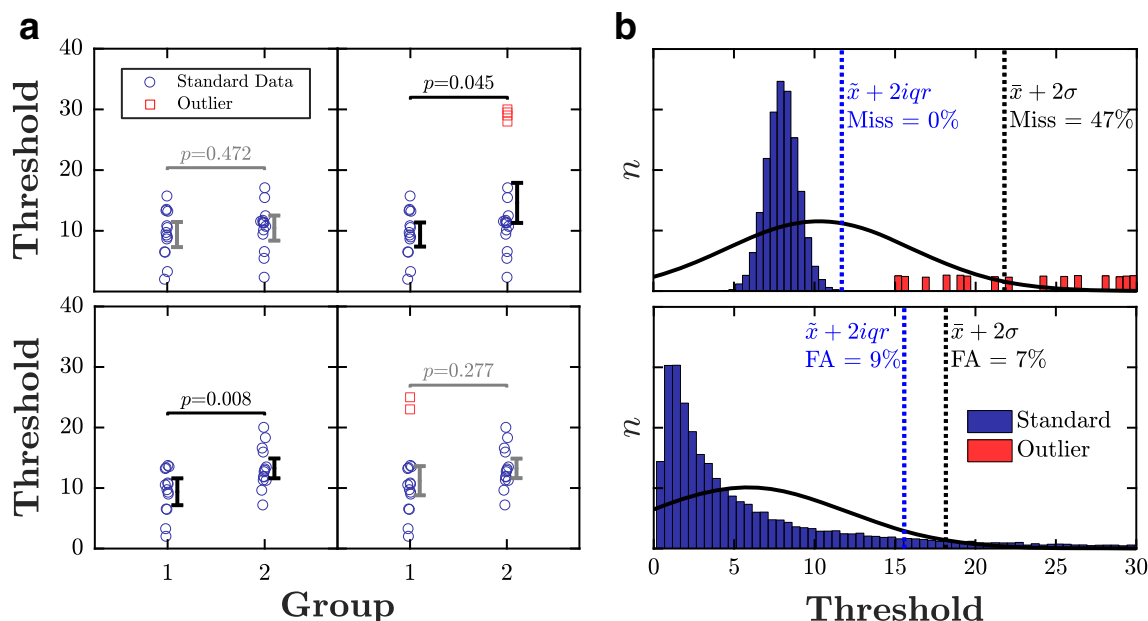 a
40
30
20
10
0
Threshold
Standard Data
Outlier
p=0.472
p=0.045
40
30
20
10
0
Threshold
p=0.008
p=0.277
1
2
1
2
Group
b
n
x̃ + 2iqr
Miss = 0%
x̄ + 2σ
Miss = 47%
n
x̃ + 2iqr
FA = 9%
x̄ + 2σ
FA = 7%
Standard
Outlier
0
5
10
15
20
25
30
Threshold